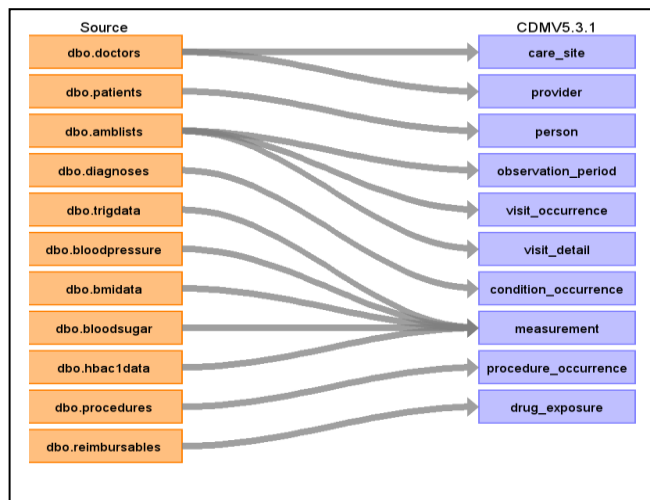 Source
CDMV5.3.1
dbo.doctors
care_site
dbo.patients
provider
dbo.amblists
person
dbo.diagnoses
observation_period
dbo.trigdata
visit_occurrence
dbo.bloodpressure
visit_detail
dbo.bmidata
condition_occurrence
dbo.bloodsugar
measurement
dbo.hbac1data
procedure_occurrence
dbo.procedures
drug_exposure
dbo.reimbursables